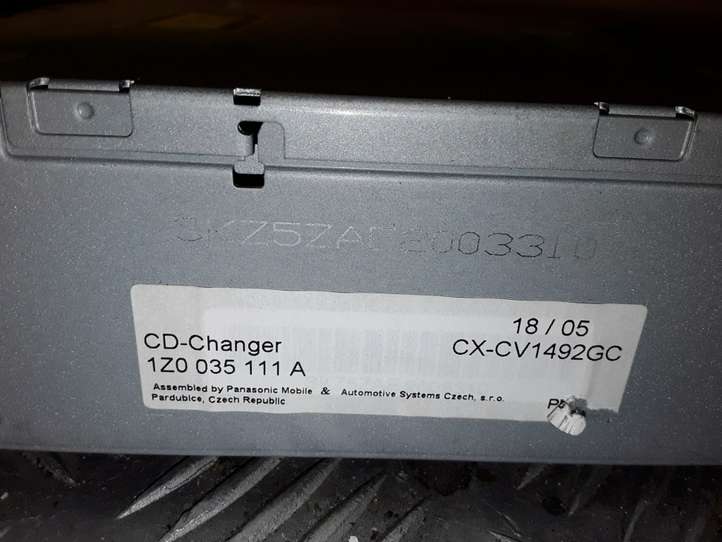 18 / 05
CD-Changer CX-CV1492GC
1Z0 035 111 A
Assembled by Panasonic Mobile & Automotive Systems Czech, s.r.o.
Pardubice, Czech Republic